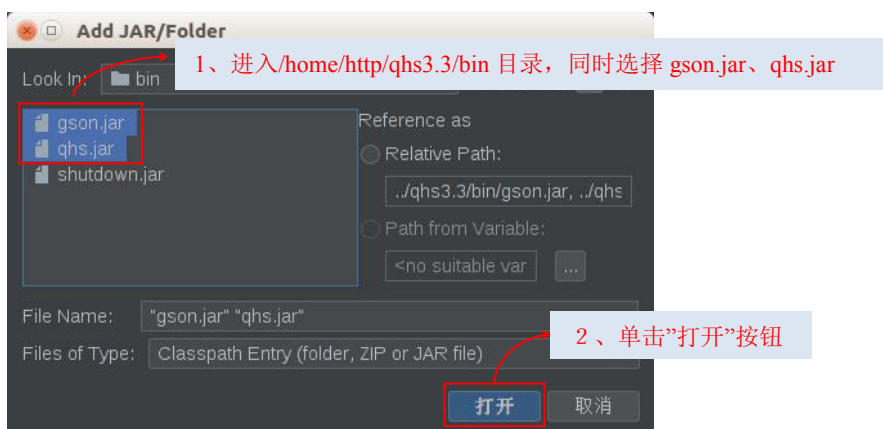 Add JAR/Folder
1、进入/home/http/qhs3.3/bin 目录，同时选择 gson.jar、qhs.jar
Look In: bin
gson.jar
qhs.jar
shutdown.jar
Reference as
Relative Path:
../qhs3.3/bin/gson.jar, ../qhs
Path from Variable:
<no suitable var
...
File Name: "gson.jar" "qhs.jar"
2 、单击”打开”按钮
Files of Type: Classpath Entry (folder, ZIP or JAR file)
打开
取消